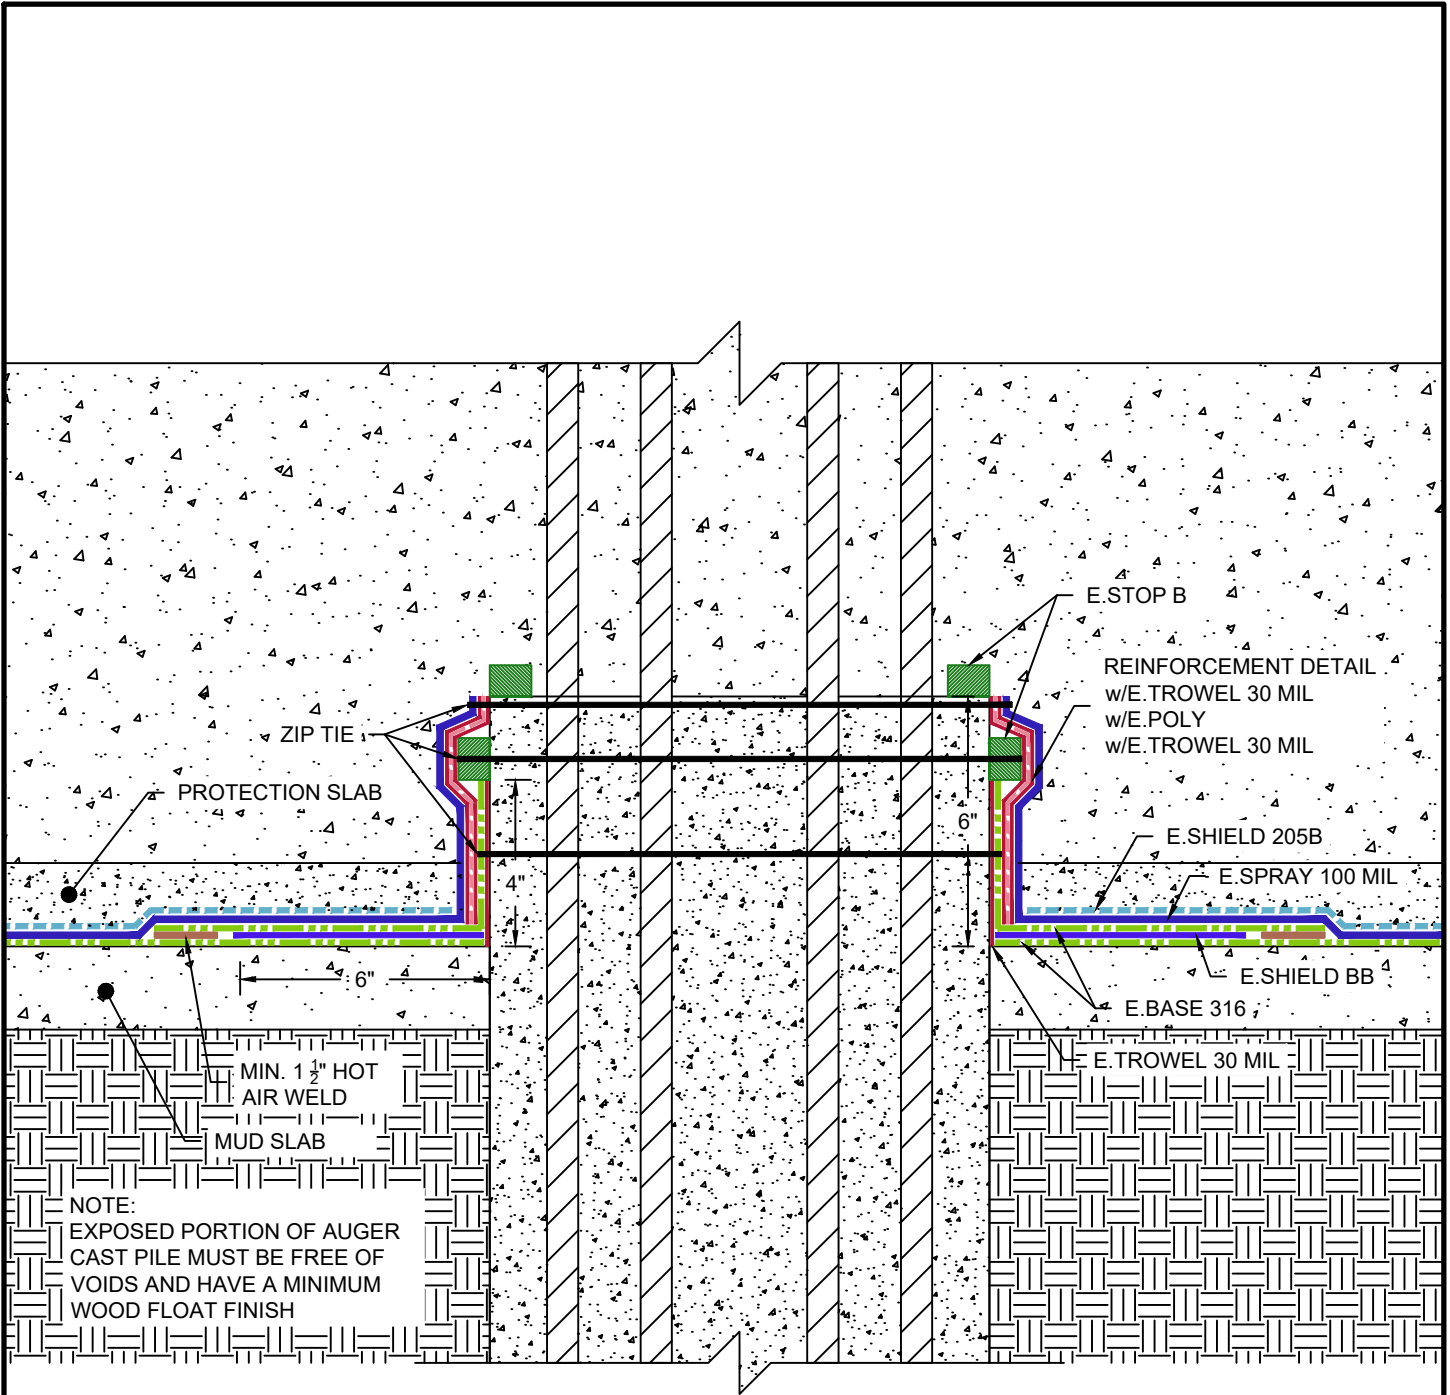 E.STOP B
REINFORCEMENT DETAIL
w/E.TROWEL 30 MIL
w/E.POLY
w/E.TROWEL 30 MIL
ZIP TIE
PROTECTION SLAB
6"
E.SHIELD 205B
E.SPRAY 100 MIL
4"
6"
E.SHIELD BB
E.BASE 316
E.TROWEL 30 MIL
MIN. 1 1/2" HOT
AIR WELD
MUD SLAB
NOTE:
EXPOSED PORTION OF AUGER
CAST PILE MUST BE FREE OF
VOIDS AND HAVE A MINIMUM
WOOD FLOAT FINISH